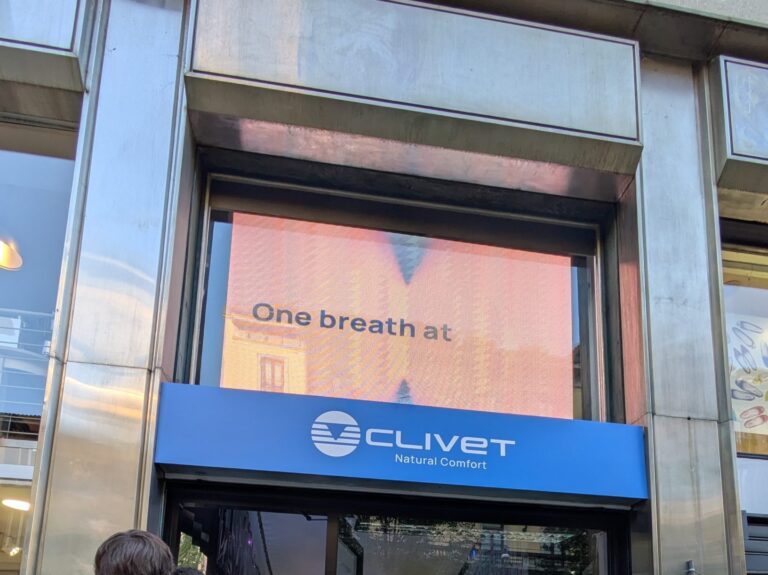 One breath at
CLIVET
Natural Comfort